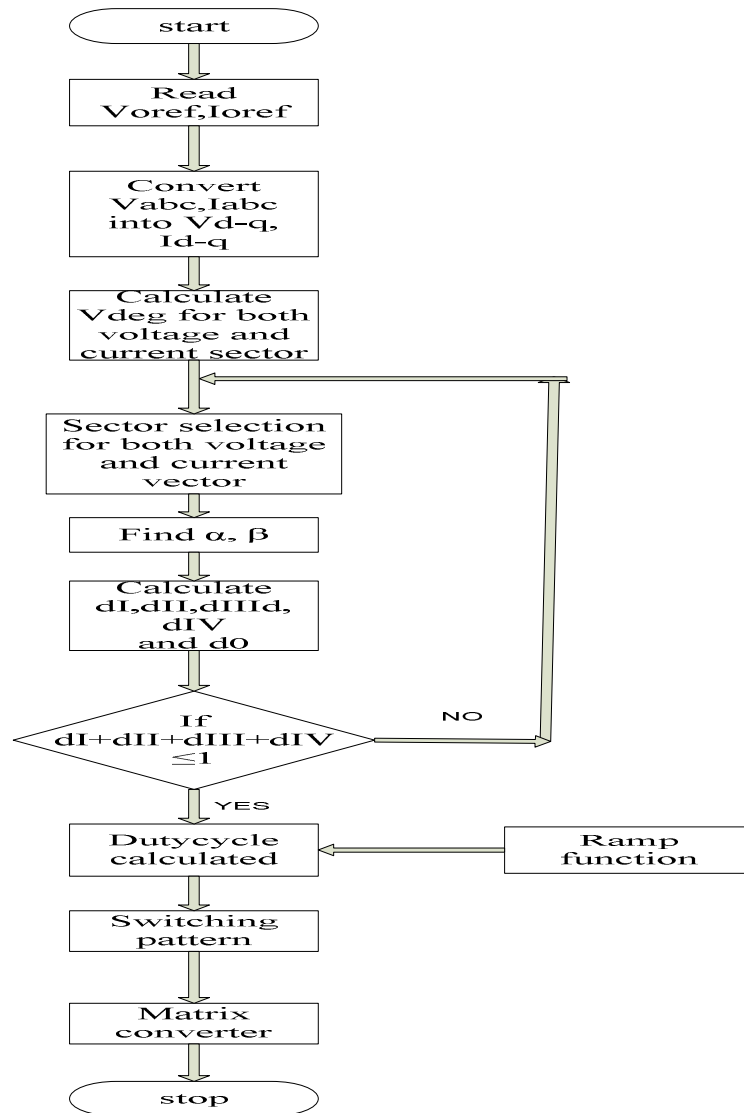 start
Read
Voref,Ioref
Convert
Vabc,Iabc
into Vd-q,
Id-q
Calculate
Vdeg for both
voltage and
current sector
Sector selection
for both voltage
and current
vector
Find α, β
Calculate
dI,dII,dIIId,
dIV
and d0
If
dI+dII+dIII+dIV
≤1
NO
YES
Dutycycle
calculated
Ramp
function
Switching
pattern
Matrix
converter
stop